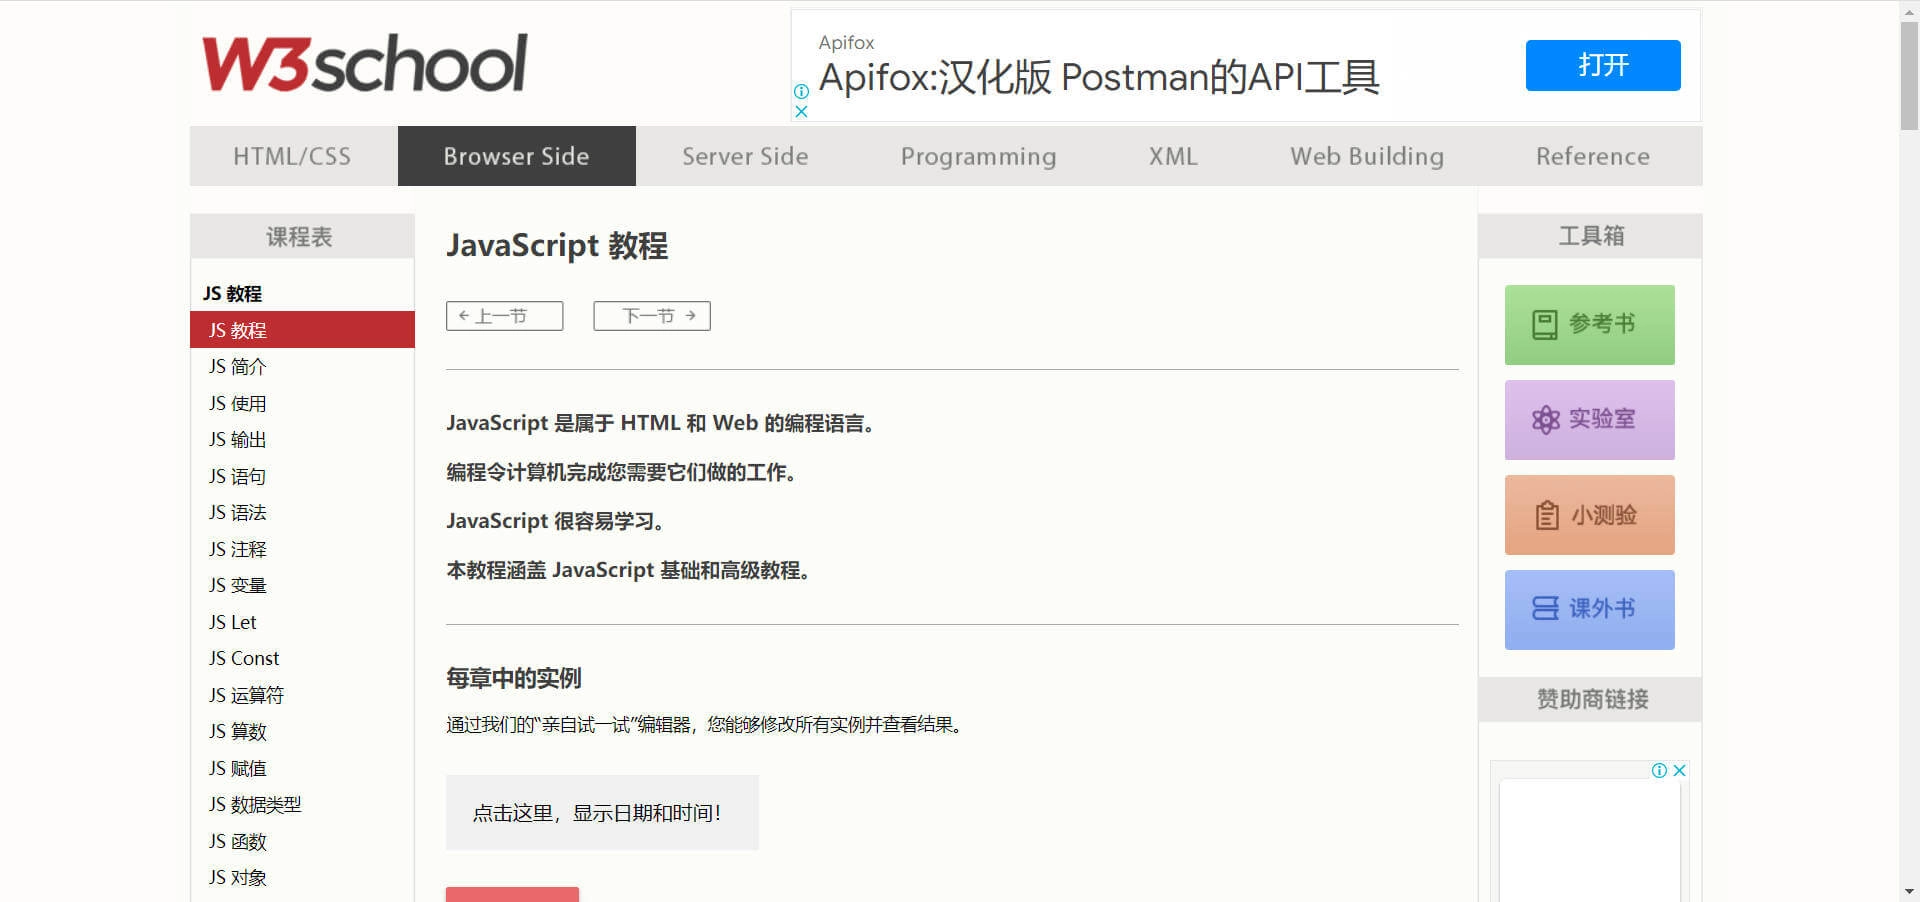 W3school
Apifox
Apifox:汉化版 Postman的API工具
打开
HTML/CSS
Browser Side
Server Side
Programming
XML
Web Building
Reference
课程表
JS 教程
JS 教程
JS 简介
JS 使用
JS 输出
JS 语句
JS 语法
JS 注释
JS 变量
JS Let
JS Const
JS 运算符
JS 算数
JS 赋值
JS 数据类型
JS 函数
JS 对象
JavaScript 教程
← 上一节
下一节 →
JavaScript 是属于 HTML 和 Web 的编程语言。
编程令计算机完成您需要它们做的工作。
JavaScript 很容易学习。
本教程涵盖 JavaScript 基础和高级教程。
每章中的实例
通过我们的“亲自试一试”编辑器，您能够修改所有实例并查看结果。
点击这里，显示日期和时间！
工具箱
参考书
实验室
小测验
课外书
赞助商链接